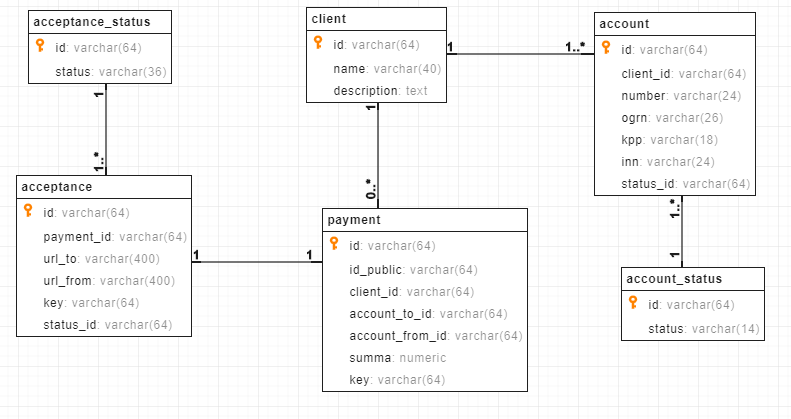 acceptance_status
id: varchar(64)
status: varchar(36)
client
id: varchar(64)
name: varchar(40)
description: text
account
id: varchar(64)
client_id: varchar(64)
number: varchar(24)
ogrn: varchar(26)
kpp: varchar(18)
inn: varchar(24)
status_id: varchar(64)
1
1..*
1
1..*
1
0..*
acceptance
id: varchar(64)
payment_id: varchar(64)
url_to: varchar(400)
url_from: varchar(400)
key: varchar(64)
status_id: varchar(64)
1
1
payment
id: varchar(64)
id_public: varchar(64)
client_id: varchar(64)
account_to_id: varchar(64)
account_from_id: varchar(64)
summa: numeric
key: varchar(64)
1..*
1
account_status
id: varchar(64)
status: varchar(14)